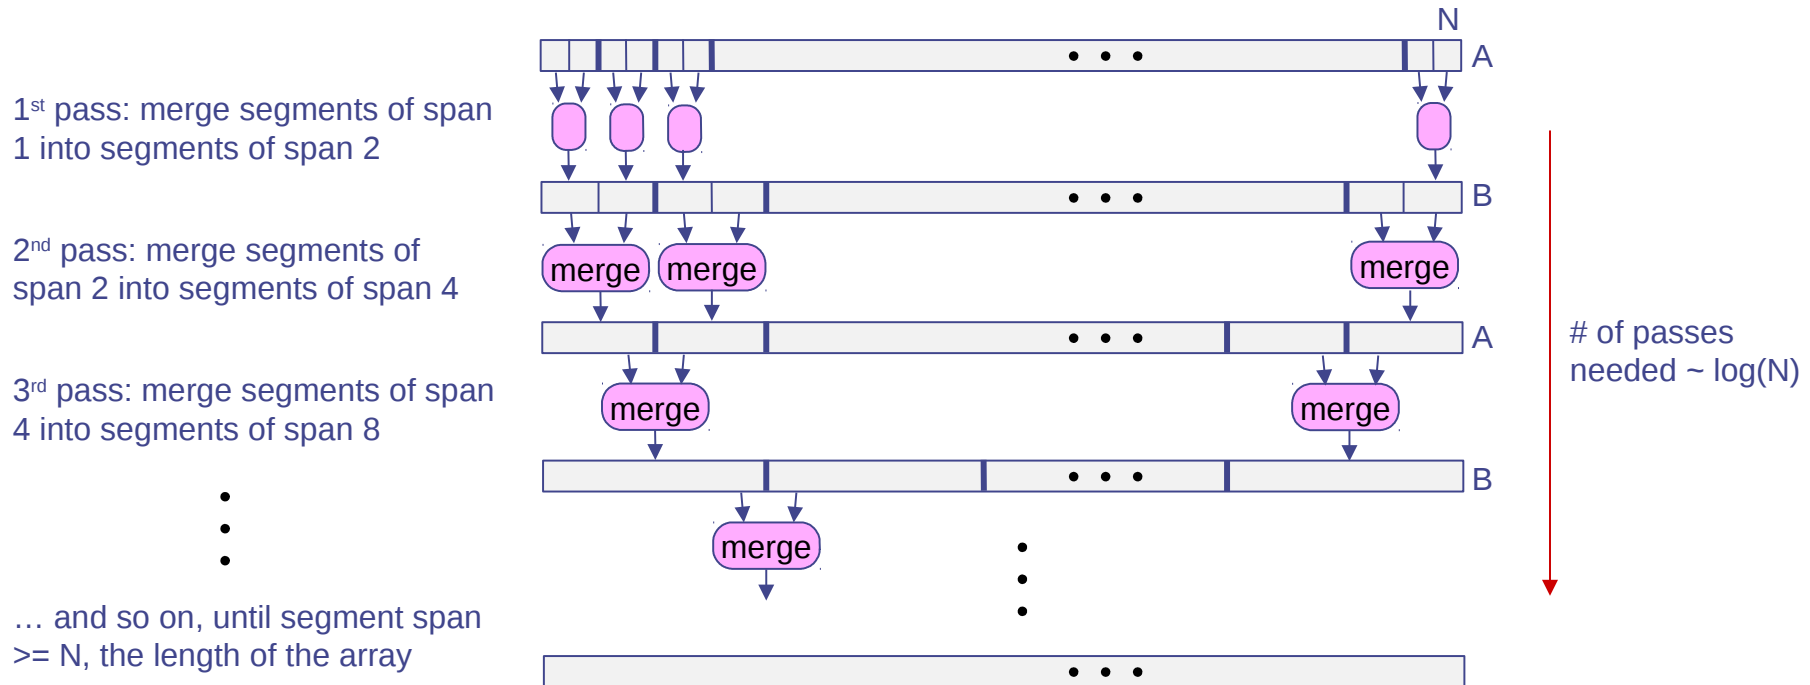 N
A
1st pass: merge segments of span
1 into segments of span 2
B
2nd pass: merge segments of
span 2 into segments of span 4
merge
merge
merge
A
# of passes
needed ~ log(N)
3rd pass: merge segments of span
4 into segments of span 8
merge
merge
B
merge
… and so on, until segment span
>= N, the length of the array